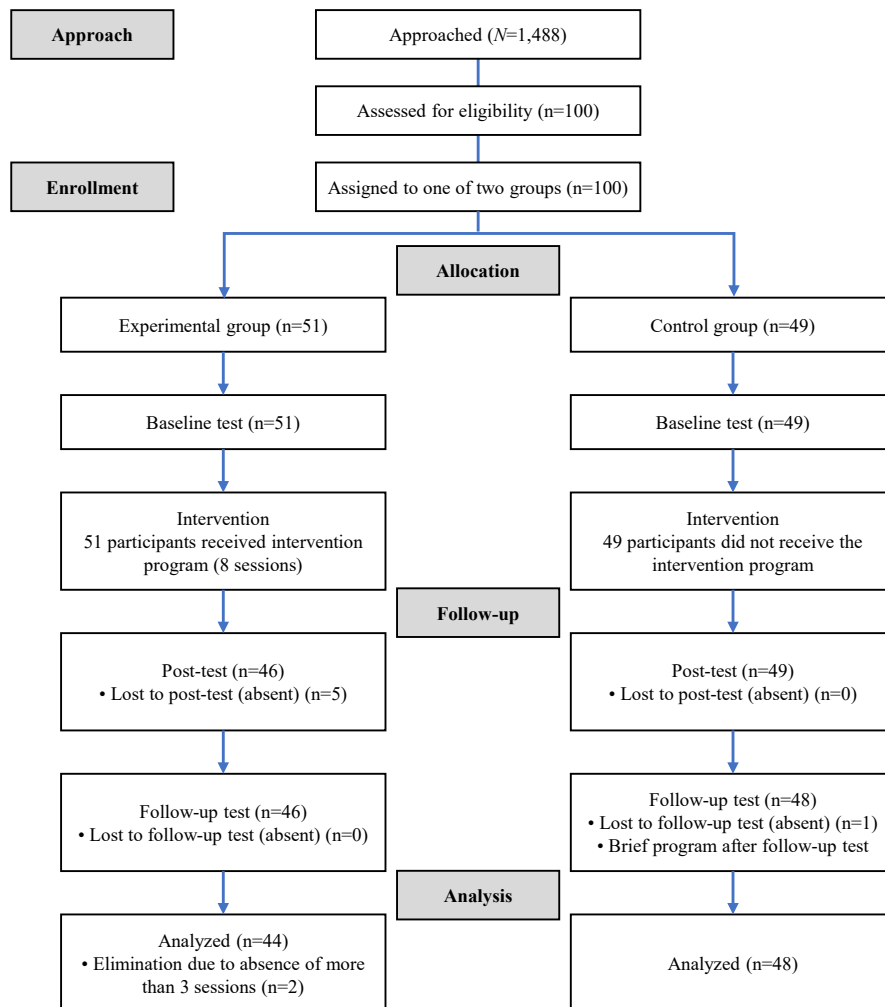 Approach
Approached (N=1,488)
Assessed for eligibility (n=100)
Enrollment
Assigned to one of two groups (n=100)
Allocation
Experimental group (n=51)
Control group (n=49)
Baseline test (n=51)
Baseline test (n=49)
Intervention
51 participants received intervention
program (8 sessions)
Intervention
49 participants did not receive the
intervention program
Follow-up
Post-test (n=46)
• Lost to post-test (absent) (n=5)
Post-test (n=49)
• Lost to post-test (absent) (n=0)
Follow-up test (n=46)
• Lost to follow-up test (absent) (n=0)
Follow-up test (n=48)
• Lost to follow-up test (absent) (n=1)
• Brief program after follow-up test
Analysis
Analyzed (n=44)
• Elimination due to absence of more
than 3 sessions (n=2)
Analyzed (n=48)